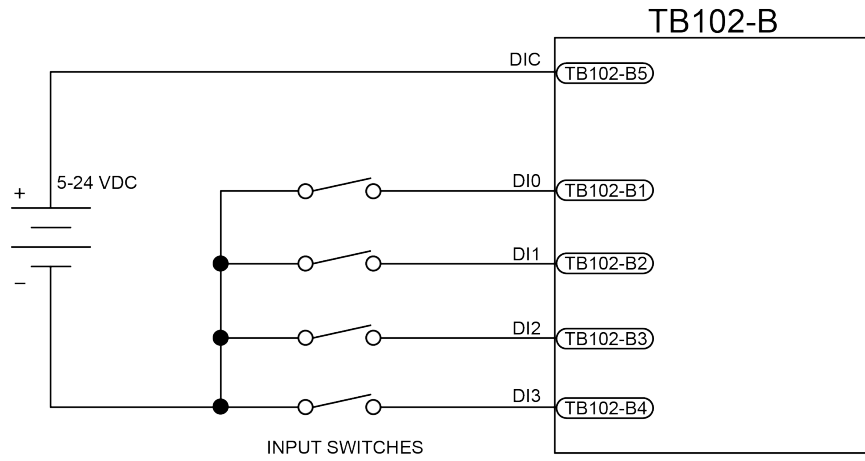 TB102-B
DIC
TB102-B5
+
5-24 VDC
DI0
TB102-B1
DI1
TB102-B2
–
DI2
TB102-B3
DI3
TB102-B4
INPUT SWITCHES